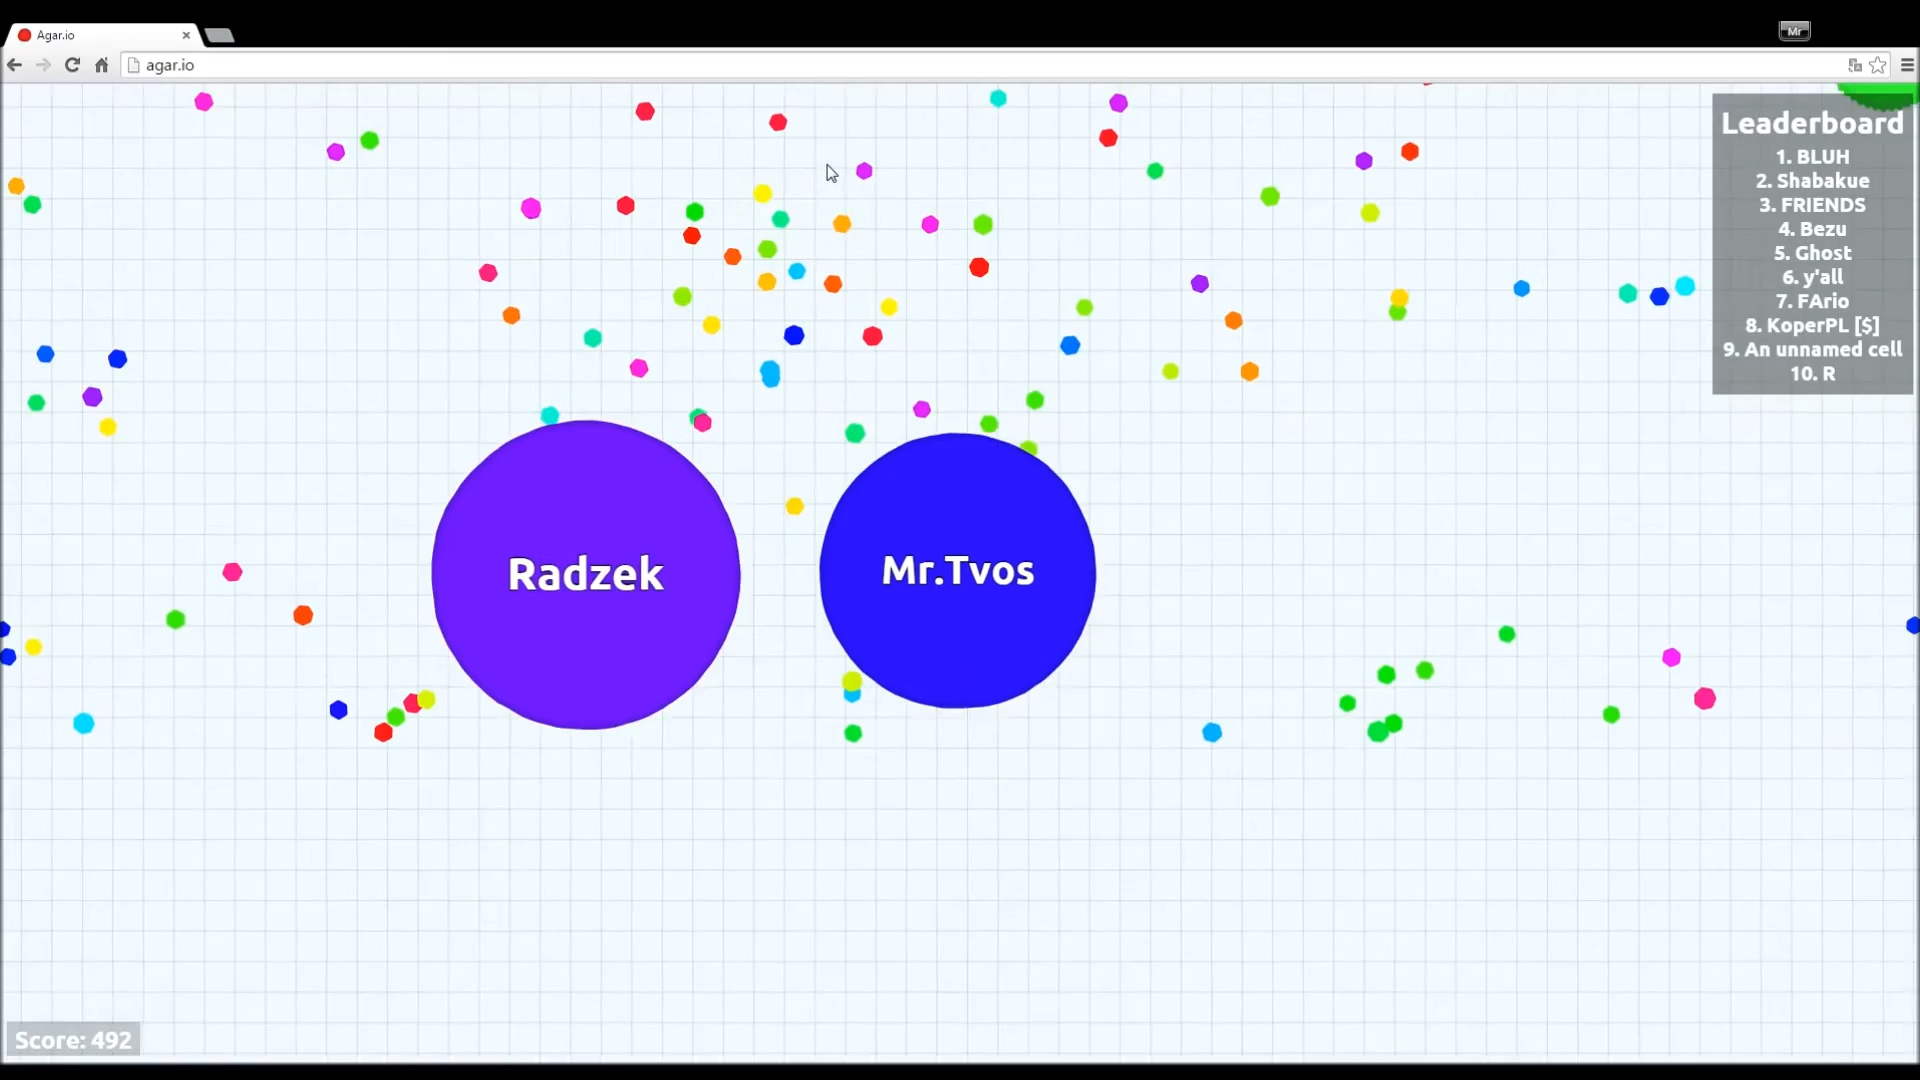 Agar.io
Mr
agar.io
Leaderboard
1. BLUH
2. Shabakue
3. FRIENDS
4. Bezu
5. Ghost
6. y'all
7. FArio
8. KoperPL [$]
9. An unnamed cell
10. R
Radzek
Mr.Tvos
Score: 492